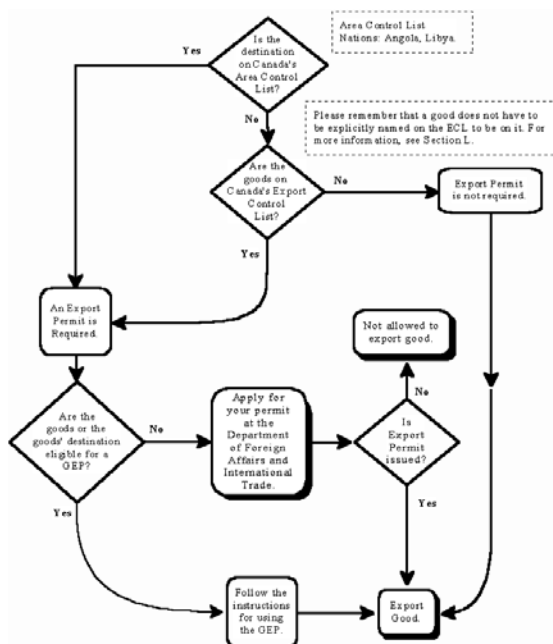 Is the
destination
on Canada's
Area Control
List?
Yes
No
Area Control List
Nations: Angola, Libya.
Please remember that a good does not have to
be explicitly named on the ECL to be on it. For
more information, see Section L.
Are the
goods on
Canada's Export
Control
List?
No
Yes
Export Permit
is not required.
An Export
Permit is
Required.
Not allowed to
export good.
Are the
goods or the
goods' destination
eligible for a
GEP?
No
Yes
Apply for
your permit
at the
Department
of Foreign
Affairs and
International
Trade.
Is
Export
Permit
issued?
No
Yes
Follow the
instructions
for using
the GEP.
Export
Good.